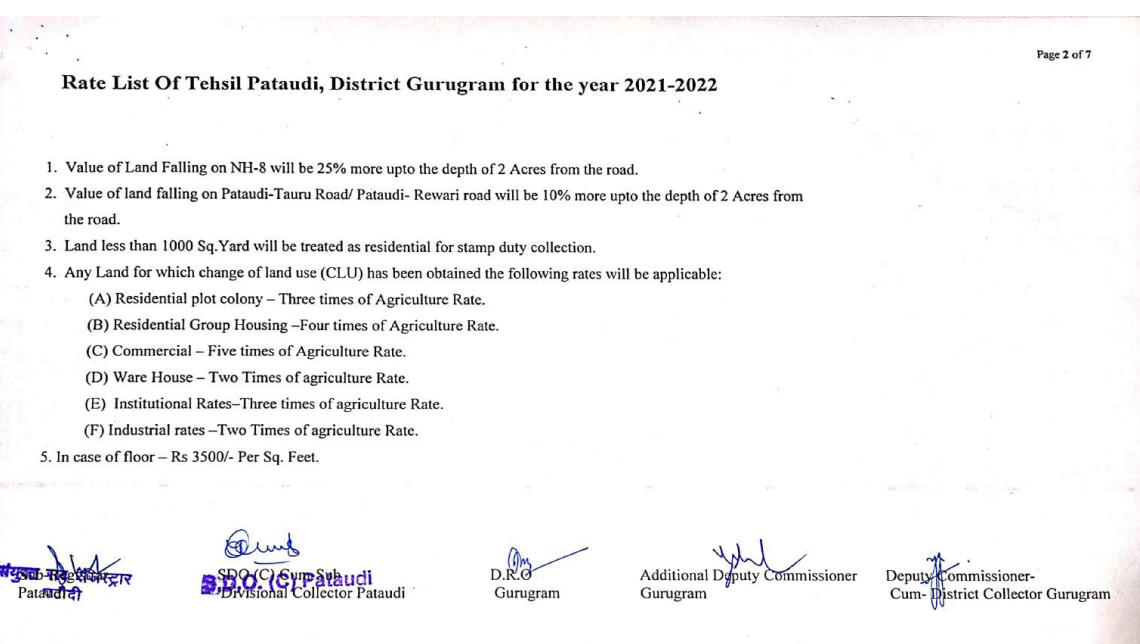 Page 2 of 7
Rate List Of Tehsil Pataudi, District Gurugram for the year 2021-2022
1. Value of Land Falling on NH-8 will be 25% more upto the depth of 2 Acres from the road.
2. Value of land falling on Pataudi-Tauru Road/ Pataudi- Rewari road will be 10% more upto the depth of 2 Acres from
the road.
3. Land less than 1000 Sq.Yard will be treated as residential for stamp duty collection.
4. Any Land for which change of land use (CLU) has been obtained the following rates will be applicable:
(A) Residential plot colony – Three times of Agriculture Rate.
(B) Residential Group Housing –Four times of Agriculture Rate.
(C) Commercial – Five times of Agriculture Rate.
(D) Ware House – Two Times of agriculture Rate.
(E) Institutional Rates–Three times of agriculture Rate.
(F) Industrial rates –Two Times of agriculture Rate.
5. In case of floor – Rs 3500/- Per Sq. Feet.
SDO (C) Cum Sub
S.D.O. (C) Pataudi
Divisional Collector Pataudi
D.R.O
Gurugram
Additional Deputy Commissioner
Gurugram
Deputy Commissioner-
Cum- District Collector Gurugram